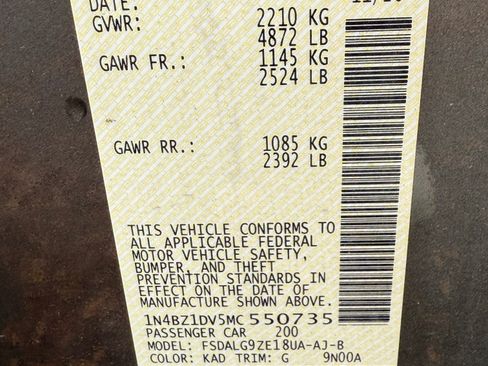 DATE:
GVWR: 2210 KG
4872 LB
GAWR FR.: 1145 KG
2524 LB
GAWR RR.: 1085 KG
2392 LB
THIS VEHICLE CONFORMS TO
ALL APPLICABLE FEDERAL
MOTOR VEHICLE SAFETY,
BUMPER, AND THEFT
PREVENTION STANDARDS IN
EFFECT ON THE DATE OF
MANUFACTURE SHOWN ABOVE.
1N4BZ1DV5MC550735
PASSENGER CAR 200
MODEL: FSDALG9ZE18UA-AJ-B
COLOR: KAD TRIM: G 9N00A